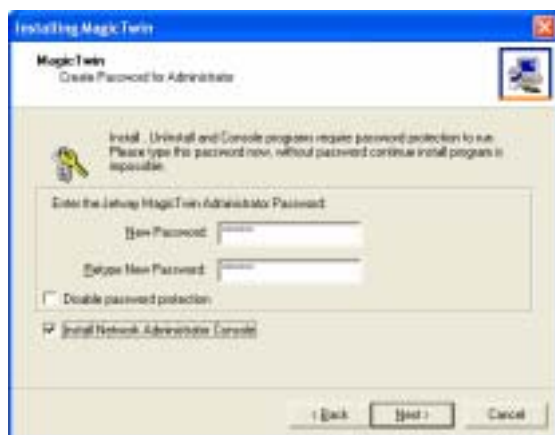 Installing MagicTwin
MagicTwin
Create Password for Administrator
Install , Uninstall and Console programs require password protection to run.
Please type this password now, without password continue install program is
impossible.
Enter the Jetway MagicTwin Administrator Password:
New Password:
Retype New Password:
Disable password protection
Install Network Administrator Console
< Back
Next >
Cancel